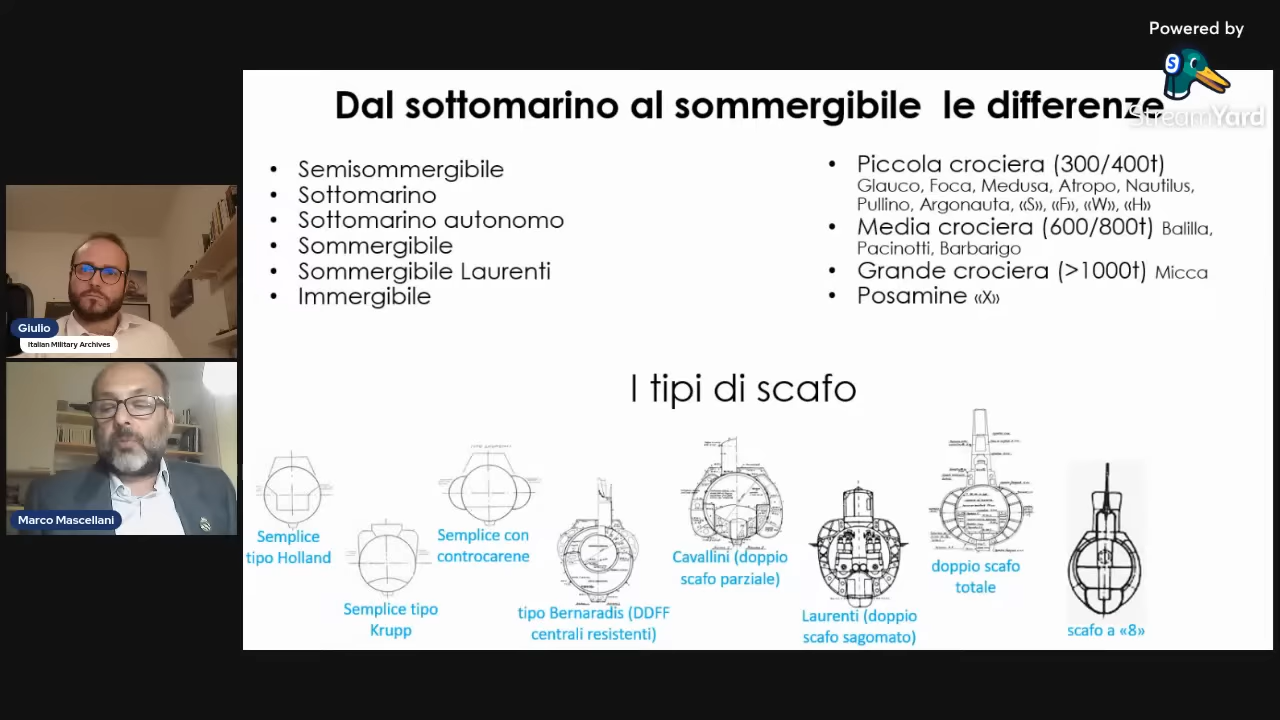 Powered by
StreamYard
Dal sottomarino al sommergibile le differenze
• Semisommergibile
• Sottomarino
• Sottomarino autonomo
• Sommergibile
• Sommergibile Laurenti
• Immergibile
• Piccola crociera (300/400t)
Glauco, Foca, Medusa, Atropo, Nautilus,
Pullino, Argonauta, «S», «F», «W», «H»
• Media crociera (600/800t) Balilla,
Pacinotti, Barbarigo
• Grande crociera (>1000t) Micca
• Posamine «X»
Giulio
Italian Military Archives
Marco Mascellani
I tipi di scafo
Semplice
tipo Holland
Semplice tipo
Krupp
Semplice con
controcarene
tipo Bernaradis (DDFF
centrali resistenti)
Cavallini (doppio
scafo parziale)
Laurenti (doppio
scafo sagomato)
doppio scafo
totale
scafo a «8»